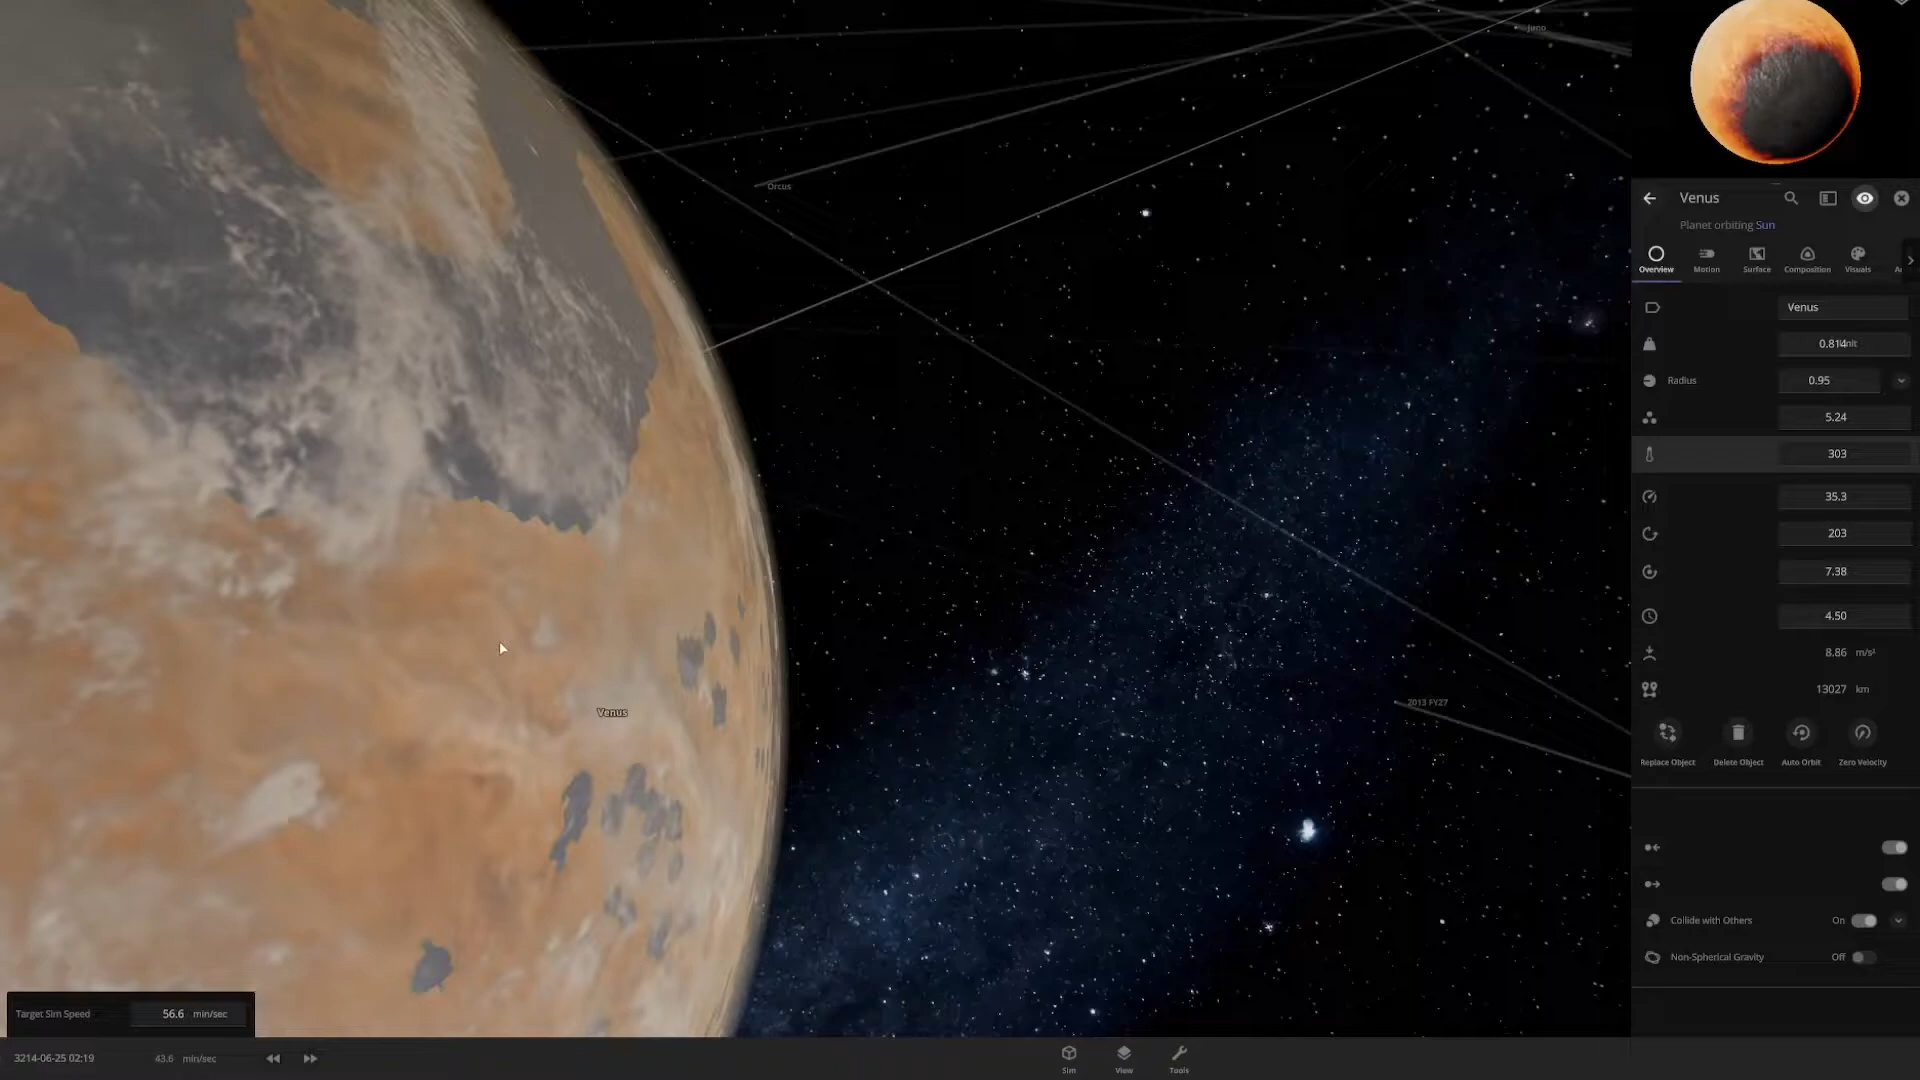 Juno
Orcus
Venus
2013 FY27
Venus
Planet orbiting Sun
Overview
Motion
Surface
Composition
Visuals
Venus
0.814
Radius
0.95
5.24
303
35.3
203
7.38
4.50
8.86 m/s²
13027 km
Replace Object
Delete Object
Auto Orbit
Zero Velocity
Collide with Others
On
Non-Spherical Gravity
Off
Target Sim Speed
56.6 min/sec
3214-06-25 02:19
43.6 min/sec
Sim
View
Tools